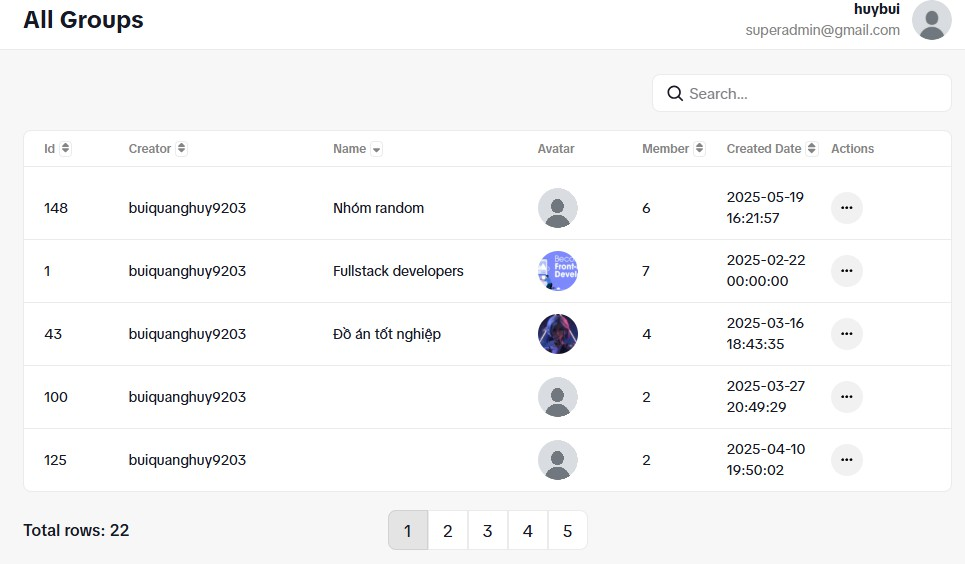 All Groups
huybui
superadmin@gmail.com
Search...
Id Creator Name Avatar Member Created Date Actions
148 buiquanghuy9203 Nhóm random 6 2025-05-19
16:21:57
1 buiquanghuy9203 Fullstack developers 7 2025-02-22
00:00:00
43 buiquanghuy9203 Đồ án tốt nghiệp 4 2025-03-16
18:43:35
100 buiquanghuy9203 2 2025-03-27
20:49:29
125 buiquanghuy9203 2 2025-04-10
19:50:02
Total rows: 22 1 2 3 4 5